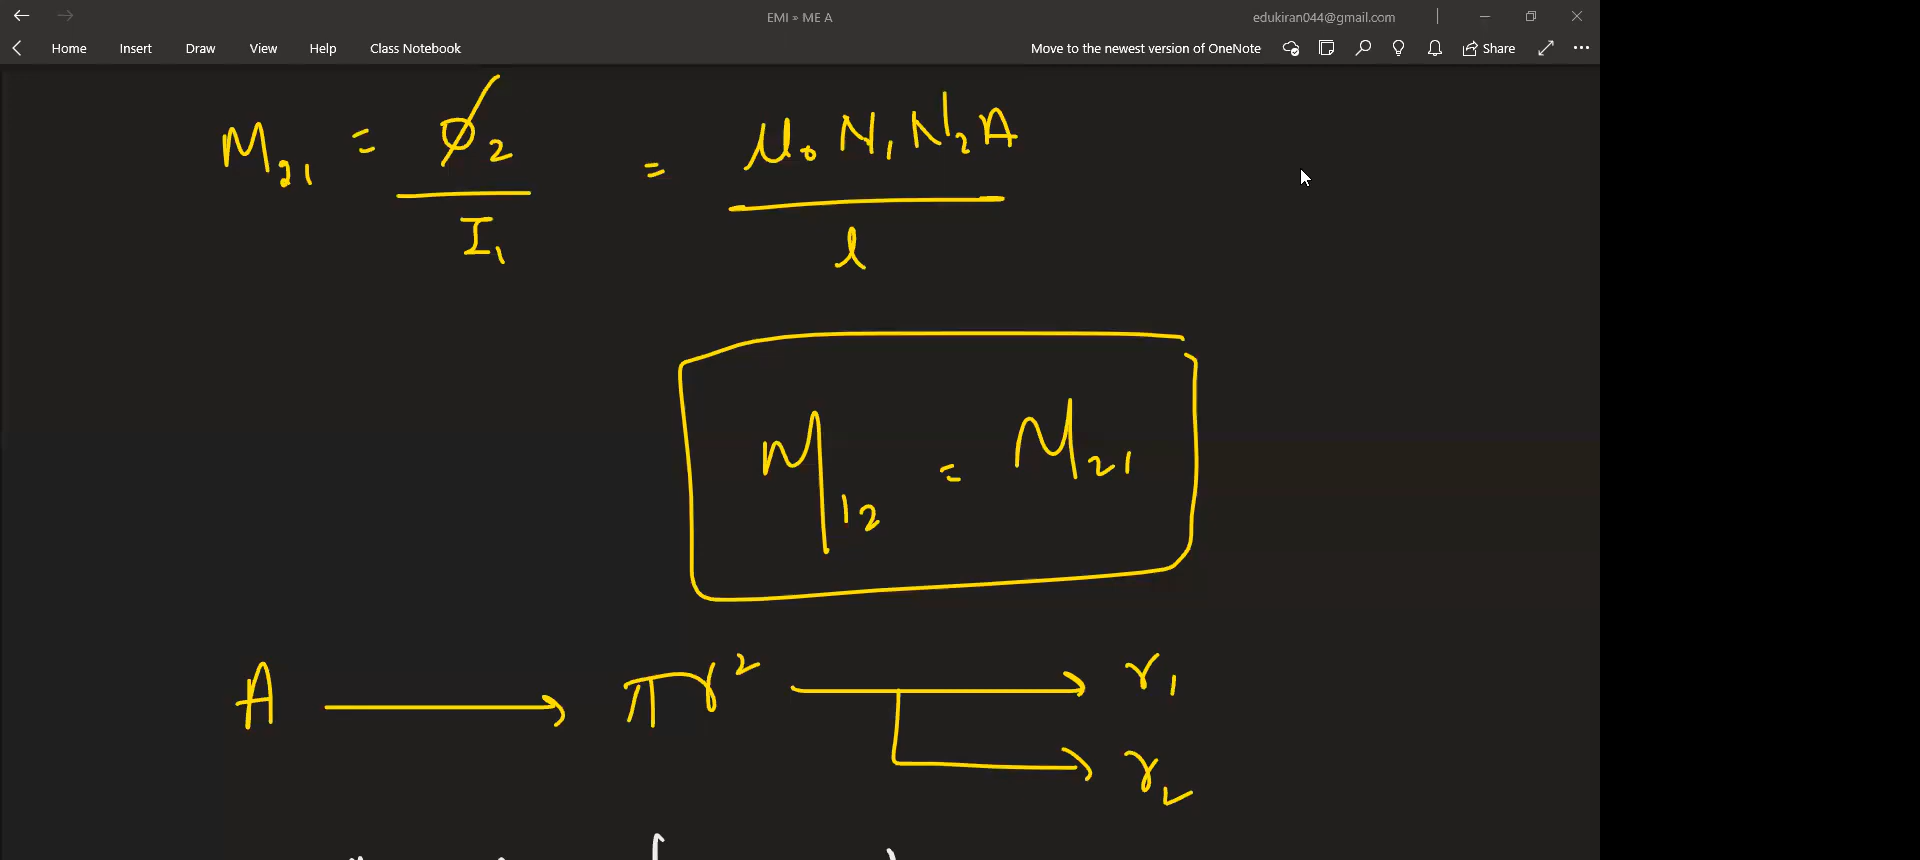 EMI » ME A
edukiran044@gmail.com
Home Insert Draw View Help Class Notebook
Move to the newest version of OneNote
Share
M₂₁ = ϕ₂ / I₁ = μ₀ N₁ N₂ A / l
M₁₂ = M₂₁
A → πr² → r₁
→ r₂